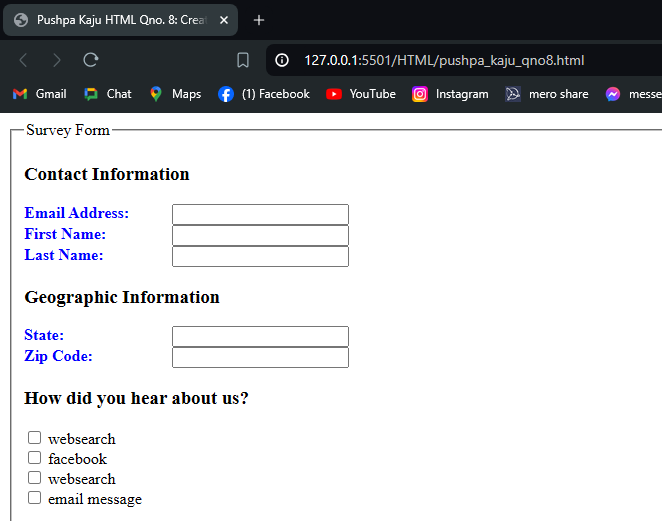 Pushpa Kaju HTML Qno. 8: Creat
127.0.0.1:5501/HTML/pushpa_kaju_qno8.html
Gmail Chat Maps (1) Facebook YouTube Instagram mero share messe
Survey Form
Contact Information
Email Address:
First Name:
Last Name:
Geographic Information
State:
Zip Code:
How did you hear about us?
websearch
facebook
websearch
email message